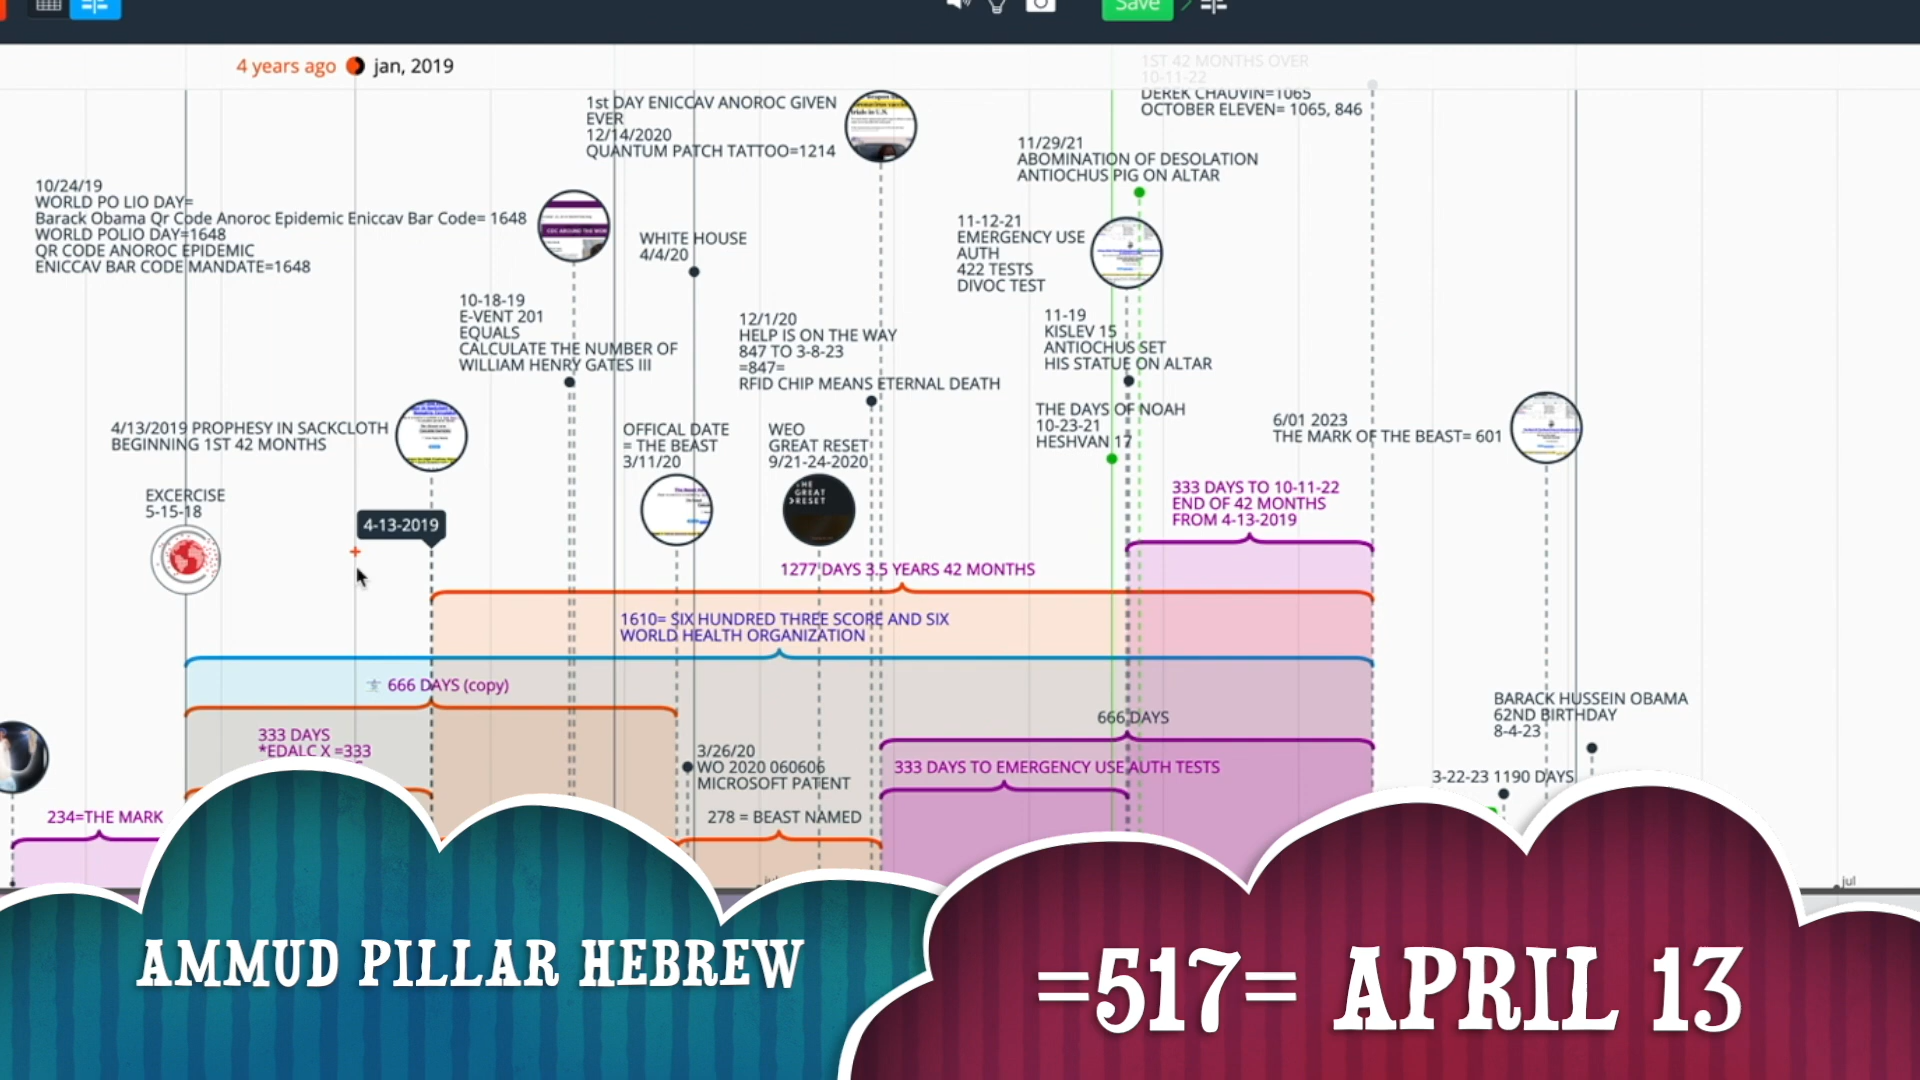 Save
4 years ago jan, 2019
1ST 42 MONTHS OVER
10-11-22
DEREK CHAUVIN=1065
OCTOBER ELEVEN= 1065, 846
1st DAY ENICCAV ANOROC GIVEN
EVER
12/14/2020
QUANTUM PATCH TATTOO=1214
11/29/21
ABOMINATION OF DESOLATION
ANTIOCHUS PIG ON ALTAR
10/24/19
WORLD PO LIO DAY=
Barack Obama Qr Code Anoroc Epidemic Eniccav Bar Code= 1648
WORLD POLIO DAY=1648
QR CODE ANOROC EPIDEMIC
ENICCAV BAR CODE MANDATE=1648
CDC AROUND THE WOR
WHITE HOUSE
4/4/20
11-12-21
EMERGENCY USE
AUTH
422 TESTS
DIVOC TEST
10-18-19
E-VENT 201
EQUALS
CALCULATE THE NUMBER OF
WILLIAM HENRY GATES III
12/1/20
HELP IS ON THE WAY
847 TO 3-8-23
=847=
RFID CHIP MEANS ETERNAL DEATH
11-19
KISLEV 15
ANTIOCHUS SET
HIS STATUE ON ALTAR
4/13/2019 PROPHESY IN SACKCLOTH
BEGINNING 1ST 42 MONTHS
OFFICAL DATE
= THE BEAST
3/11/20
WEO
GREAT RESET
9/21-24-2020
THE DAYS OF NOAH
10-23-21
HESHVAN 17
6/01 2023
THE MARK OF THE BEAST= 601
EXCERCISE
5-15-18
4-13-2019
THE
GREAT
RESET
333 DAYS TO 10-11-22
END OF 42 MONTHS
FROM 4-13-2019
1277 DAYS 3.5 YEARS 42 MONTHS
1610= SIX HUNDRED THREE SCORE AND SIX
WORLD HEALTH ORGANIZATION
666 DAYS (copy)
333 DAYS
*EDALC X =333
666 DAYS
3/26/20
WO 2020 060606
MICROSOFT PATENT
333 DAYS TO EMERGENCY USE AUTH TESTS
BARACK HUSSEIN OBAMA
62ND BIRTHDAY
8-4-23
3-22-23 1190 DAYS
234=THE MARK
278 = BEAST NAMED
jul
AMMUD PILLAR HEBREW
=517= APRIL 13